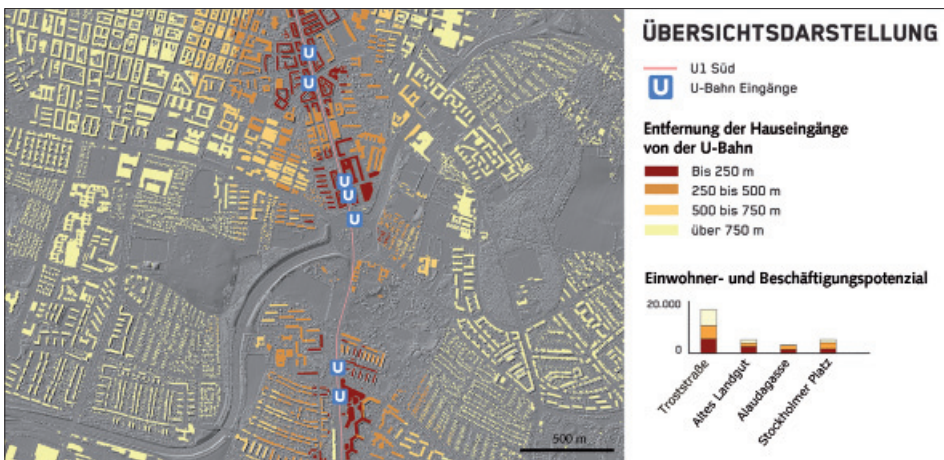 ÜBERSICHTSDARSTELLUNG
U1 Süd
U U-Bahn Eingänge
Entfernung der Hauseingänge
von der U-Bahn
Bis 250 m
250 bis 500 m
500 bis 750 m
über 750 m
Einwohner- und Beschäftigungspotenzial
20.000
0
Troststraße
Altes Landgut
Alaudagasse
Stockholmer Platz
U
U
U
U
U
U
U
500 m